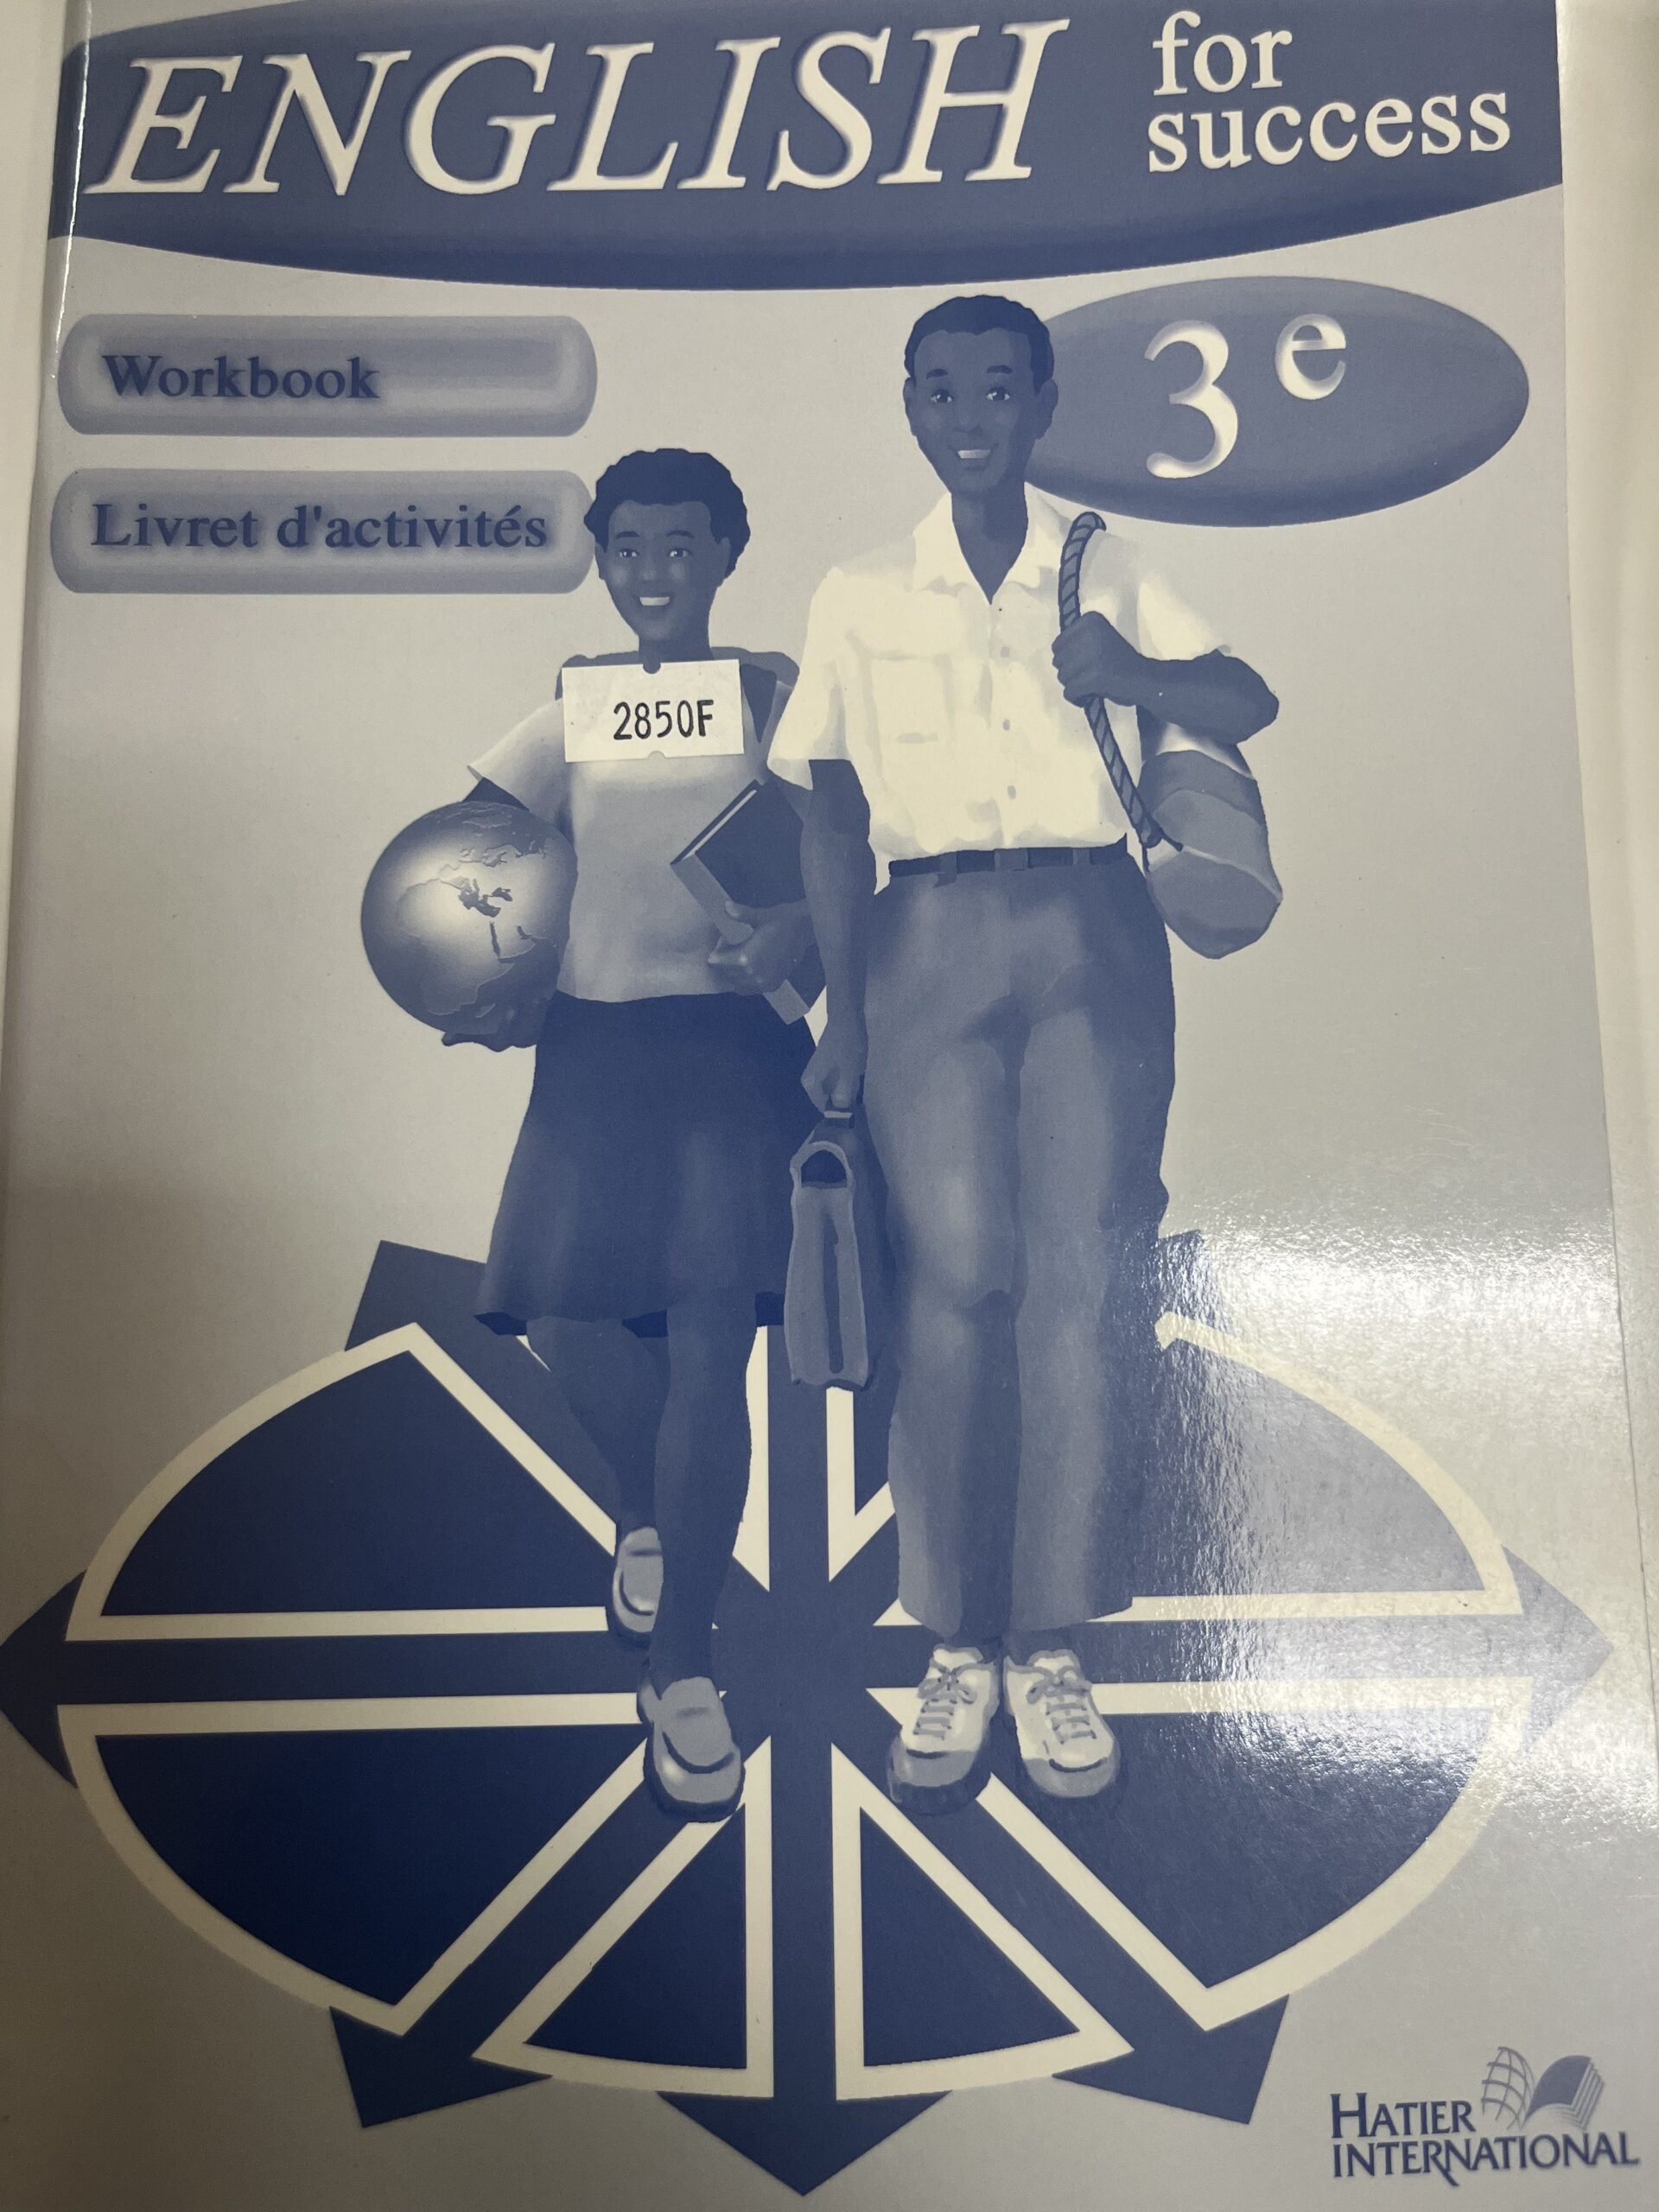 ENGLISH for
success
Workbook
3e
Livret d'activités
2850F
HATIER
INTERNATIONAL